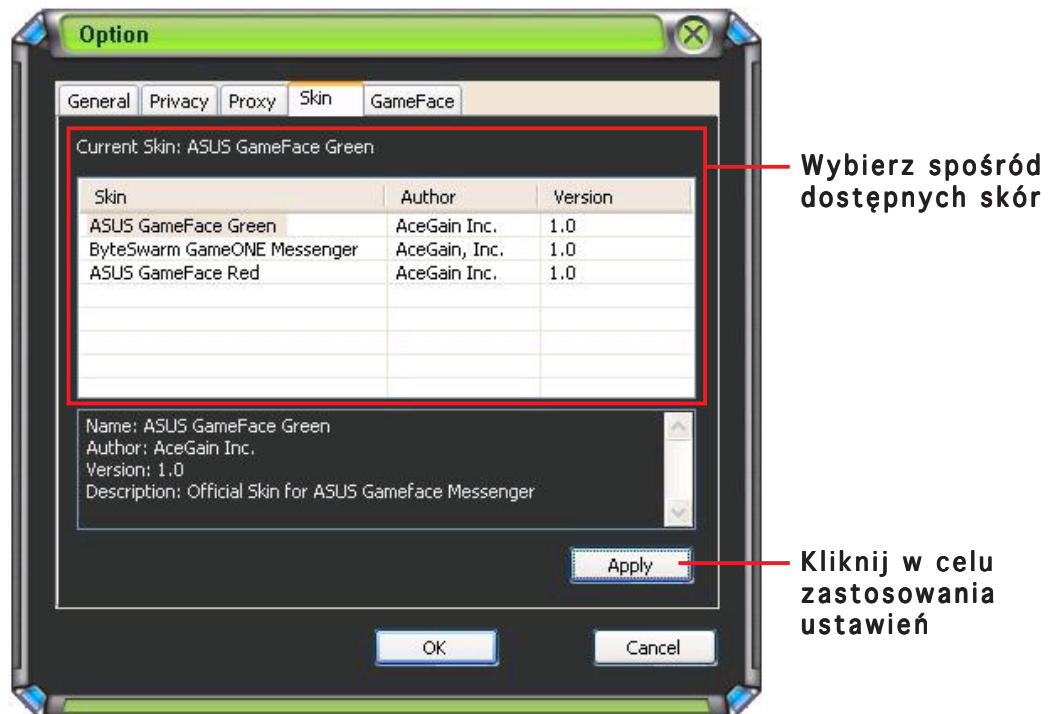 Option
General Privacy Proxy Skin GameFace
Current Skin: ASUS GameFace Green
Skin Author Version
ASUS GameFace Green AceGain Inc. 1.0
ByteSwarm GameONE Messenger AceGain, Inc. 1.0
ASUS GameFace Red AceGain Inc. 1.0
Name: ASUS GameFace Green
Author: AceGain Inc.
Version: 1.0
Description: Official Skin for ASUS Gameface Messenger
Apply
OK Cancel
Wybierz spośród
dostępnych skór
Kliknij w celu
zastosowania
ustawień